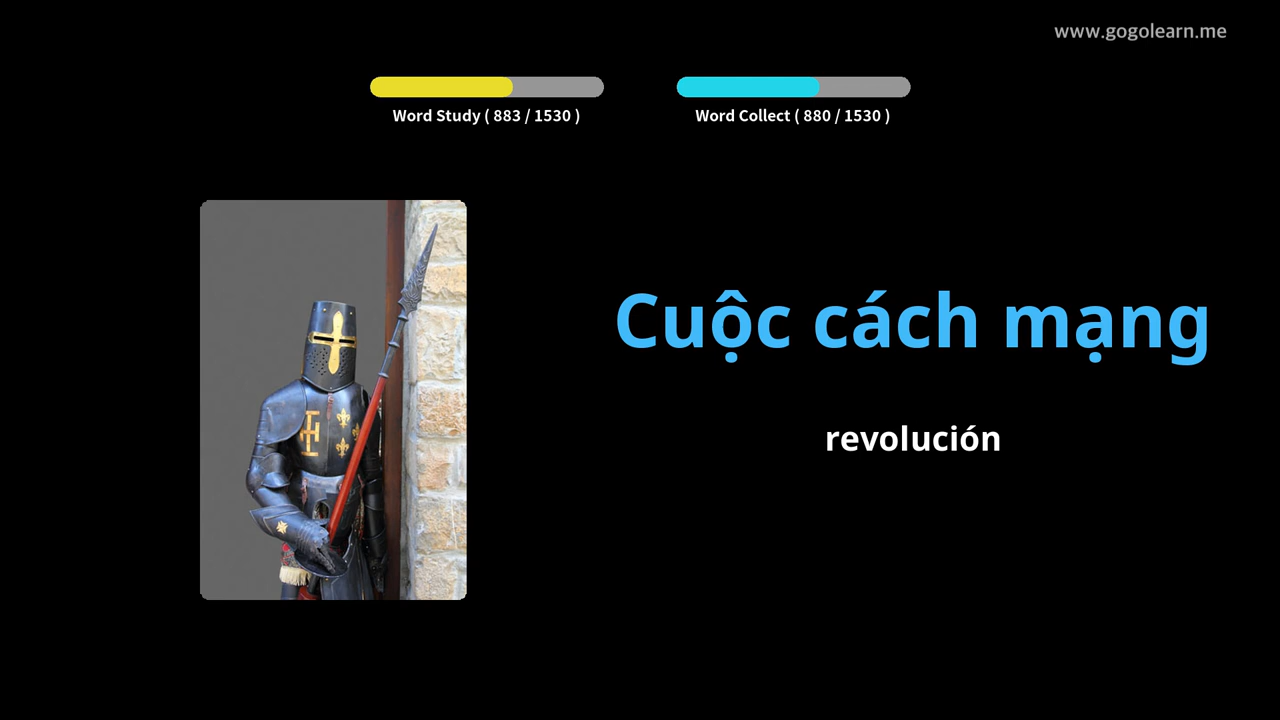 www.gogolearn.me
Word Study ( 883 / 1530 )
Word Collect ( 880 / 1530 )
Cuộc cách mạng
revolución